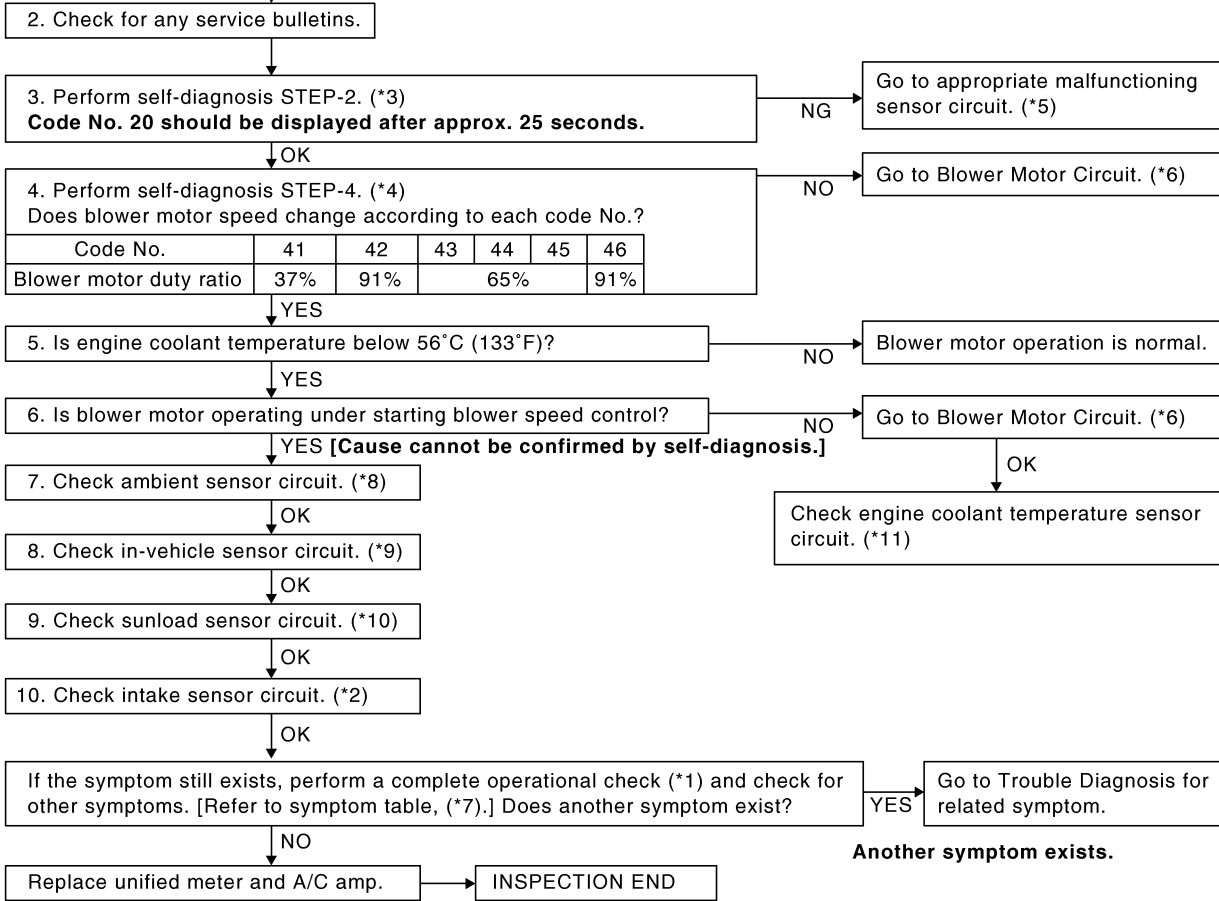 2. Check for any service bulletins.
3. Perform self-diagnosis STEP-2. (*3)
Code No. 20 should be displayed after approx. 25 seconds.
NG
Go to appropriate malfunctioning
sensor circuit. (*5)
OK
4. Perform self-diagnosis STEP-4. (*4)
Does blower motor speed change according to each code No.?
Code No. 41 42 43 44 45 46
Blower motor duty ratio 37% 91% 65% 91%
NO
Go to Blower Motor Circuit. (*6)
YES
5. Is engine coolant temperature below 56˚C (133˚F)?
NO
Blower motor operation is normal.
YES
6. Is blower motor operating under starting blower speed control?
NO
Go to Blower Motor Circuit. (*6)
YES [Cause cannot be confirmed by self-diagnosis.]
OK
Check engine coolant temperature sensor
circuit. (*11)
7. Check ambient sensor circuit. (*8)
OK
8. Check in-vehicle sensor circuit. (*9)
OK
9. Check sunload sensor circuit. (*10)
OK
10. Check intake sensor circuit. (*2)
OK
If the symptom still exists, perform a complete operational check (*1) and check for
other symptoms. [Refer to symptom table, (*7).] Does another symptom exist?
YES
Go to Trouble Diagnosis for
related symptom.
Another symptom exists.
NO
Replace unified meter and A/C amp.
INSPECTION END